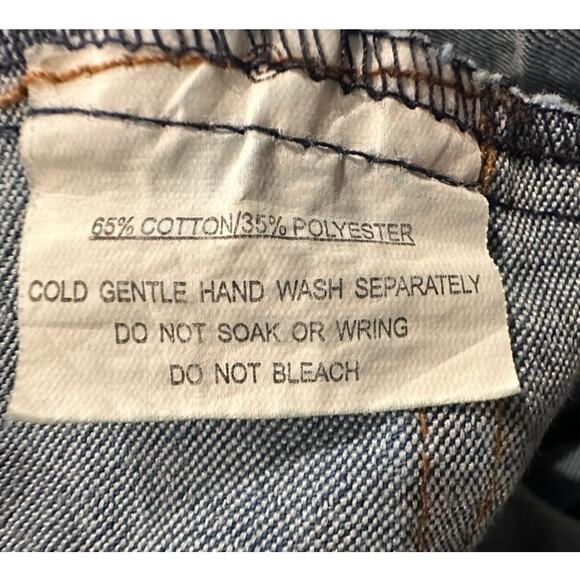 65% COTTON/35% POLYESTER
COLD GENTLE HAND WASH SEPARATELY
DO NOT SOAK OR WRING
DO NOT BLEACH